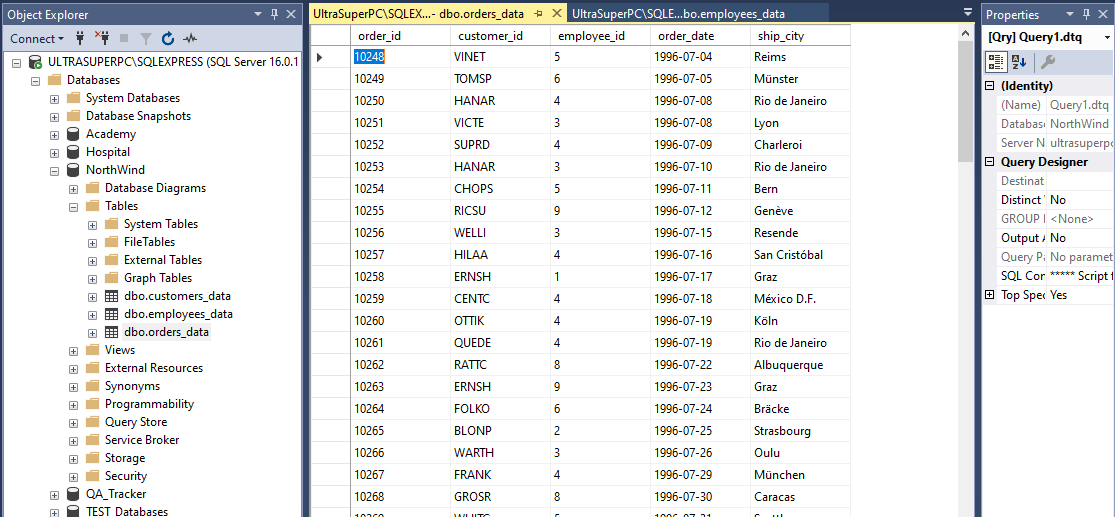 Object Explorer
Connect
ULTRASUPERPC\SQLEXPRESS (SQL Server 16.0.1
Databases
System Databases
Database Snapshots
Academy
Hospital
NorthWind
Database Diagrams
Tables
System Tables
FileTables
External Tables
Graph Tables
dbo.customers_data
dbo.employees_data
dbo.orders_data
Views
External Resources
Synonyms
Programmability
Query Store
Service Broker
Storage
Security
QA_Tracker
TEST_Databases
UltraSuperPC\SQLEX...- dbo.orders_data
UltraSuperPC\SQLE...bo.employees_data
order_id customer_id employee_id order_date ship_city
10248 VINET 5 1996-07-04 Reims
10249 TOMSP 6 1996-07-05 Münster
10250 HANAR 4 1996-07-08 Rio de Janeiro
10251 VICTE 3 1996-07-08 Lyon
10252 SUPRD 4 1996-07-09 Charleroi
10253 HANAR 3 1996-07-10 Rio de Janeiro
10254 CHOPS 5 1996-07-11 Bern
10255 RICSU 9 1996-07-12 Genève
10256 WELLI 3 1996-07-15 Resende
10257 HILAA 4 1996-07-16 San Cristóbal
10258 ERNSH 1 1996-07-17 Graz
10259 CENTC 4 1996-07-18 México D.F.
10260 OTTIK 4 1996-07-19 Köln
10261 QUEDE 4 1996-07-19 Rio de Janeiro
10262 RATTC 8 1996-07-22 Albuquerque
10263 ERNSH 9 1996-07-23 Graz
10264 FOLKO 6 1996-07-24 Bräcke
10265 BLONP 2 1996-07-25 Strasbourg
10266 WARTH 3 1996-07-26 Oulu
10267 FRANK 4 1996-07-29 München
10268 GROSR 8 1996-07-30 Caracas
Properties
[Qry] Query1.dtq
(Identity)
(Name) Query1.dtq
Database NorthWind
Server N ultrasuperpc
Query Designer
Destinat
Distinct No
GROUP <None>
Output No
Query Pa No parame
SQL Con ***** Script f
Top Spec Yes